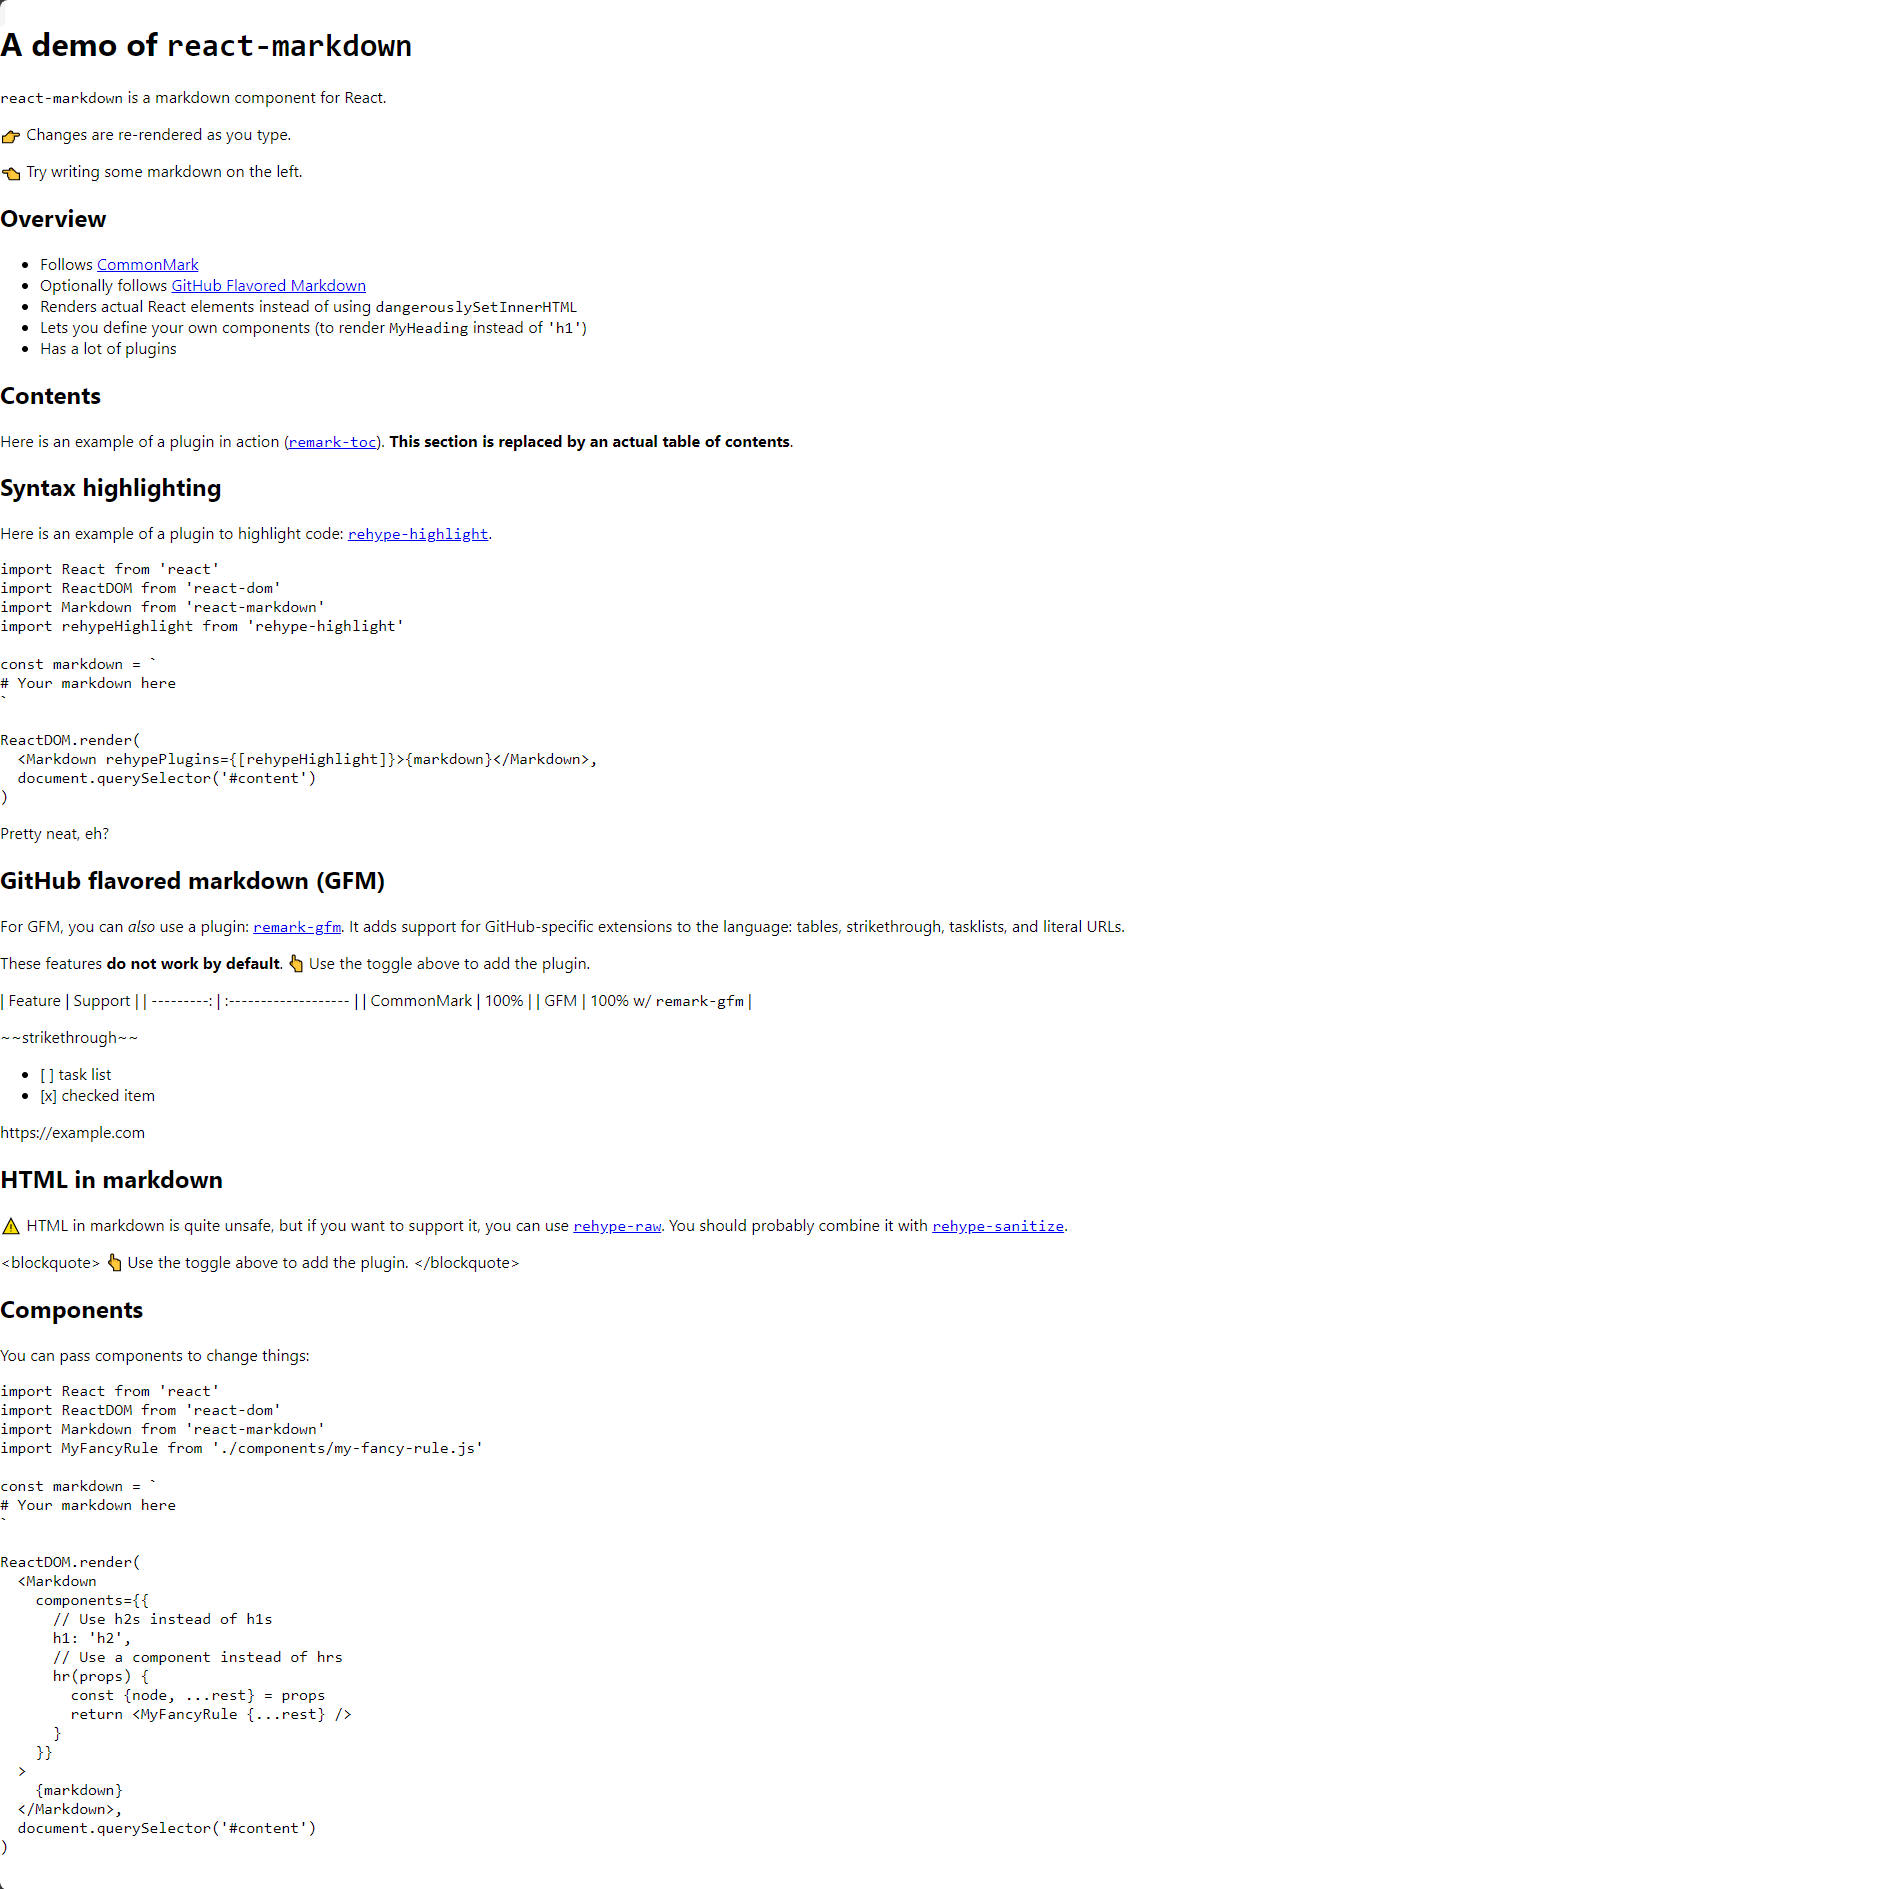 A demo of react-markdown
react-markdown is a markdown component for React.
👉 Changes are re-rendered as you type.
👈 Try writing some markdown on the left.
Overview
• Follows CommonMark
• Optionally follows GitHub Flavored Markdown
• Renders actual React elements instead of using dangerouslySetInnerHTML
• Lets you define your own components (to render MyHeading instead of 'h1')
• Has a lot of plugins
Contents
Here is an example of a plugin in action (remark-toc). This section is replaced by an actual table of contents.
Syntax highlighting
Here is an example of a plugin to highlight code: rehype-highlight.
import React from 'react'
import ReactDOM from 'react-dom'
import Markdown from 'react-markdown'
import rehypeHighlight from 'rehype-highlight'
const markdown = `
# Your markdown here
`
ReactDOM.render(
  <Markdown rehypePlugins={[rehypeHighlight]}>{markdown}</Markdown>,
  document.querySelector('#content')
)
Pretty neat, eh?
GitHub flavored markdown (GFM)
For GFM, you can also use a plugin: remark-gfm. It adds support for GitHub-specific extensions to the language: tables, strikethrough, tasklists, and literal URLs.
These features do not work by default. 👆 Use the toggle above to add the plugin.
| Feature | Support | | ---------: | :------------------- | | CommonMark | 100% | | GFM | 100% w/ remark-gfm |
~~strikethrough~~
• [ ] task list
• [x] checked item
https://example.com
HTML in markdown
⚠️ HTML in markdown is quite unsafe, but if you want to support it, you can use rehype-raw. You should probably combine it with rehype-sanitize.
<blockquote> 👆 Use the toggle above to add the plugin. </blockquote>
Components
You can pass components to change things:
import React from 'react'
import ReactDOM from 'react-dom'
import Markdown from 'react-markdown'
import MyFancyRule from './components/my-fancy-rule.js'
const markdown = `
# Your markdown here
`
ReactDOM.render(
  <Markdown
    components={{
      // Use h2s instead of h1s
      h1: 'h2',
      // Use a component instead of hrs
      hr(props) {
        const {node, ...rest} = props
        return <MyFancyRule {...rest} />
      }
    }}
  >
    {markdown}
  </Markdown>,
  document.querySelector('#content')
)